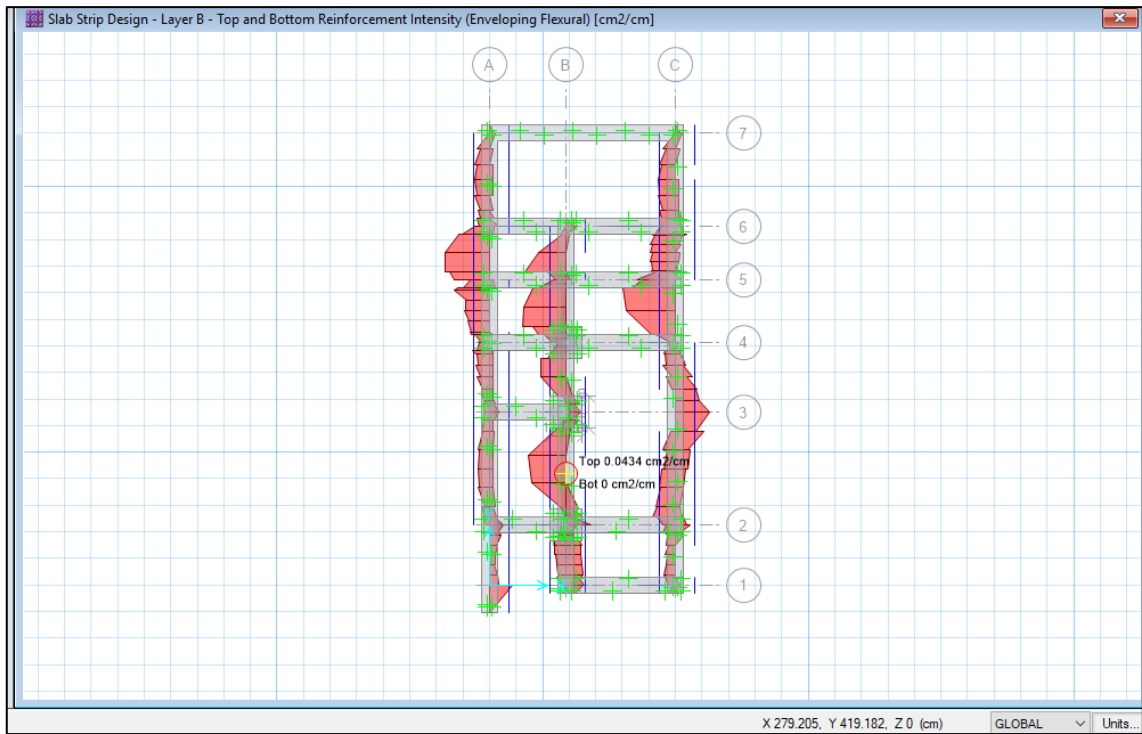 Slab Strip Design - Layer B - Top and Bottom Reinforcement Intensity (Enveloping Flexural) [cm2/cm]
A
B
C
7
6
5
4
3
Top 0.0434 cm2/cm
Bot 0 cm2/cm
2
1
X 279.205, Y 419.182, Z 0 (cm)
GLOBAL
Units...